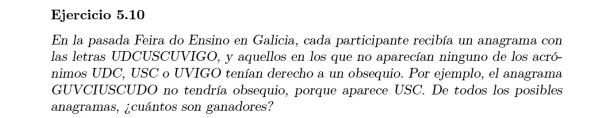 Ejercicio 5.10
En la pasada Feira do Ensino en Galicia, cada participante recibía un anagrama con
las letras UDCUSCUVIGO, y aquellos en los que no aparecían ninguno de los acró-
nimos UDC, USC o UVIGO tenían derecho a un obsequio. Por ejemplo, el anagrama
GUVCIUSCUDO no tendría obsequio, porque aparece USC. De todos los posibles
anagramas, ¿cuántos son ganadores?